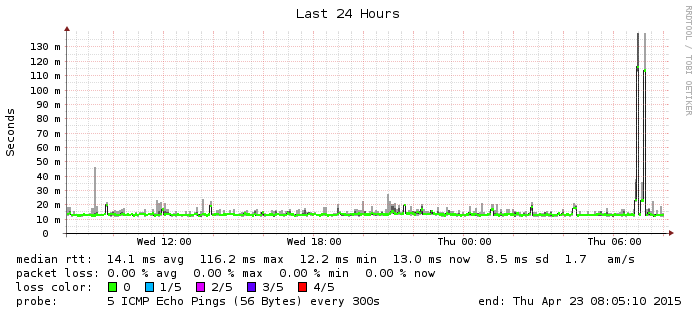 Last 24 Hours
RRDTOOL / TOBI OETIKER
Seconds
130 m
120 m
110 m
100 m
90 m
80 m
70 m
60 m
50 m
40 m
30 m
20 m
10 m
0
Wed 12:00 Wed 18:00 Thu 00:00 Thu 06:00
median rtt: 14.1 ms avg 116.2 ms max 12.2 ms min 13.0 ms now 8.5 ms sd 1.7 am/s
packet loss: 0.00 % avg 0.00 % max 0.00 % min 0.00 % now
loss color: 0 1/5 2/5 3/5 4/5
probe: 5 ICMP Echo Pings (56 Bytes) every 300s end: Thu Apr 23 08:05:10 2015